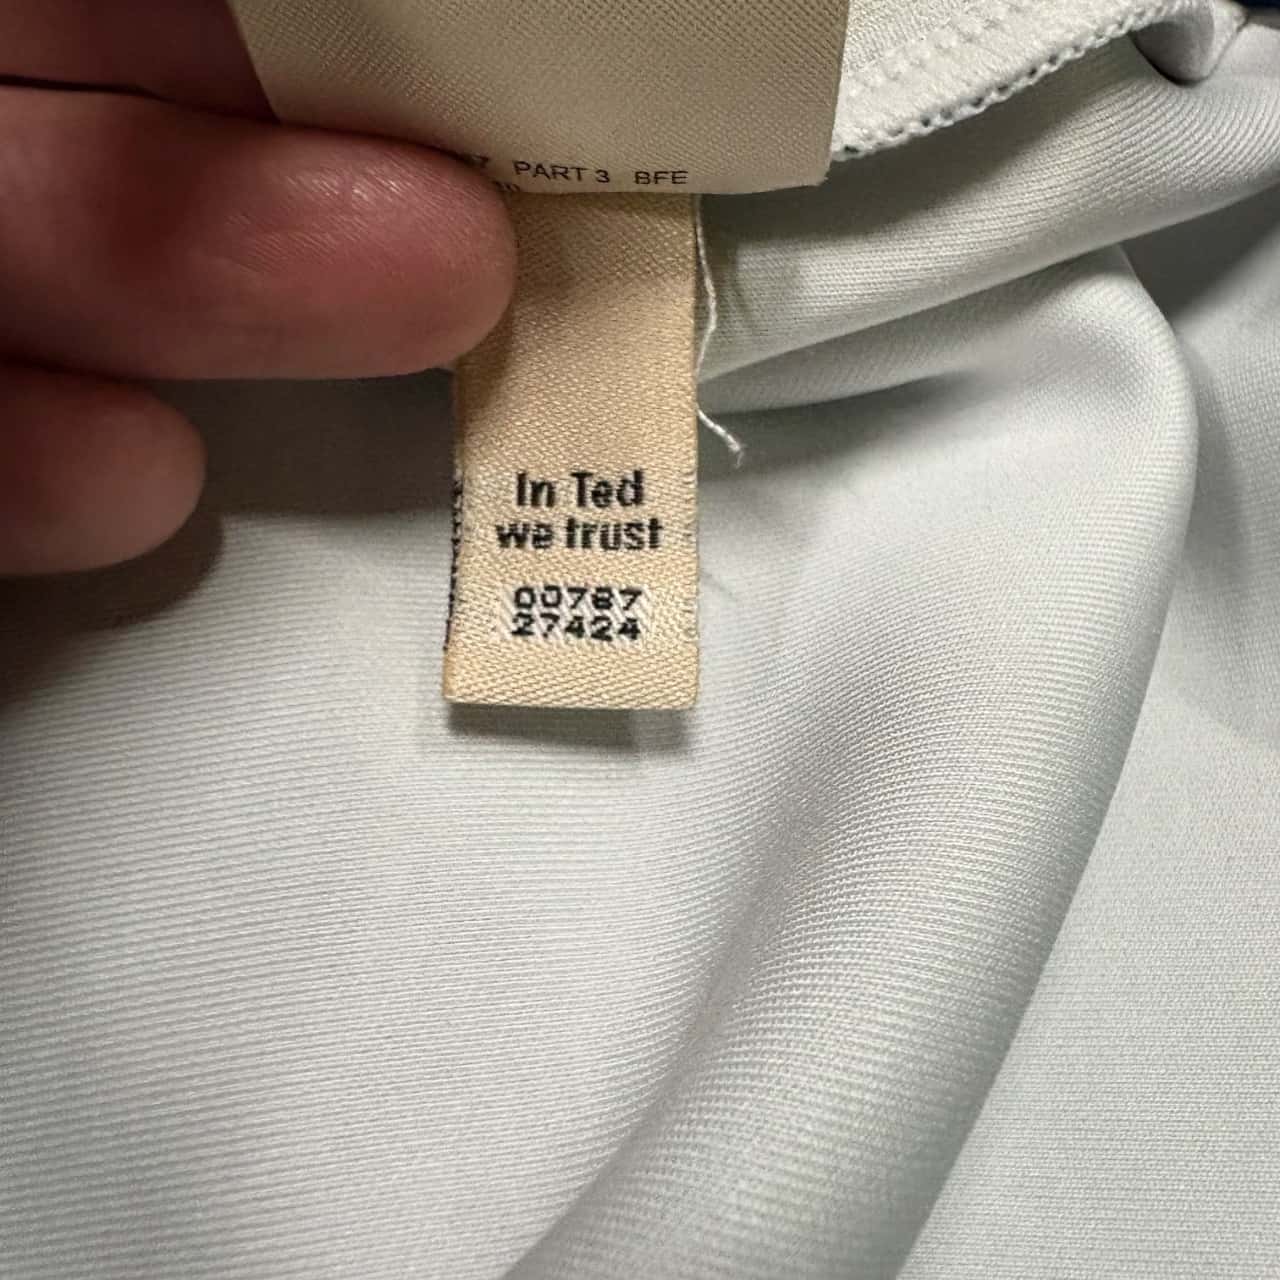 PART 3 BFE
In Ted
we trust
00787
27424